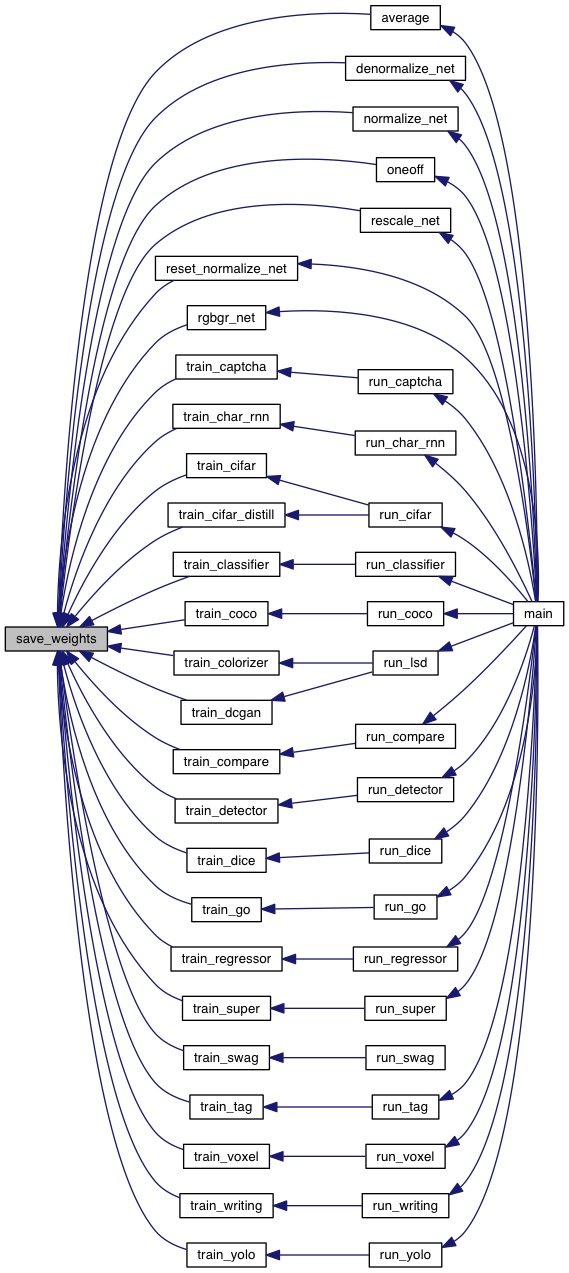 average
denormalize_net
normalize_net
oneoff
rescale_net
reset_normalize_net
rgbgr_net
train_captcha
run_captcha
train_char_rnn
run_char_rnn
train_cifar
train_cifar_distill
run_cifar
train_classifier
run_classifier
train_coco
run_coco
main
save_weights
train_colorizer
run_lsd
train_dcgan
run_compare
train_compare
run_detector
train_detector
run_dice
train_dice
run_go
train_go
train_regressor
run_regressor
train_super
run_super
train_swag
run_swag
train_tag
run_tag
train_voxel
run_voxel
train_writing
run_writing
train_yolo
run_yolo